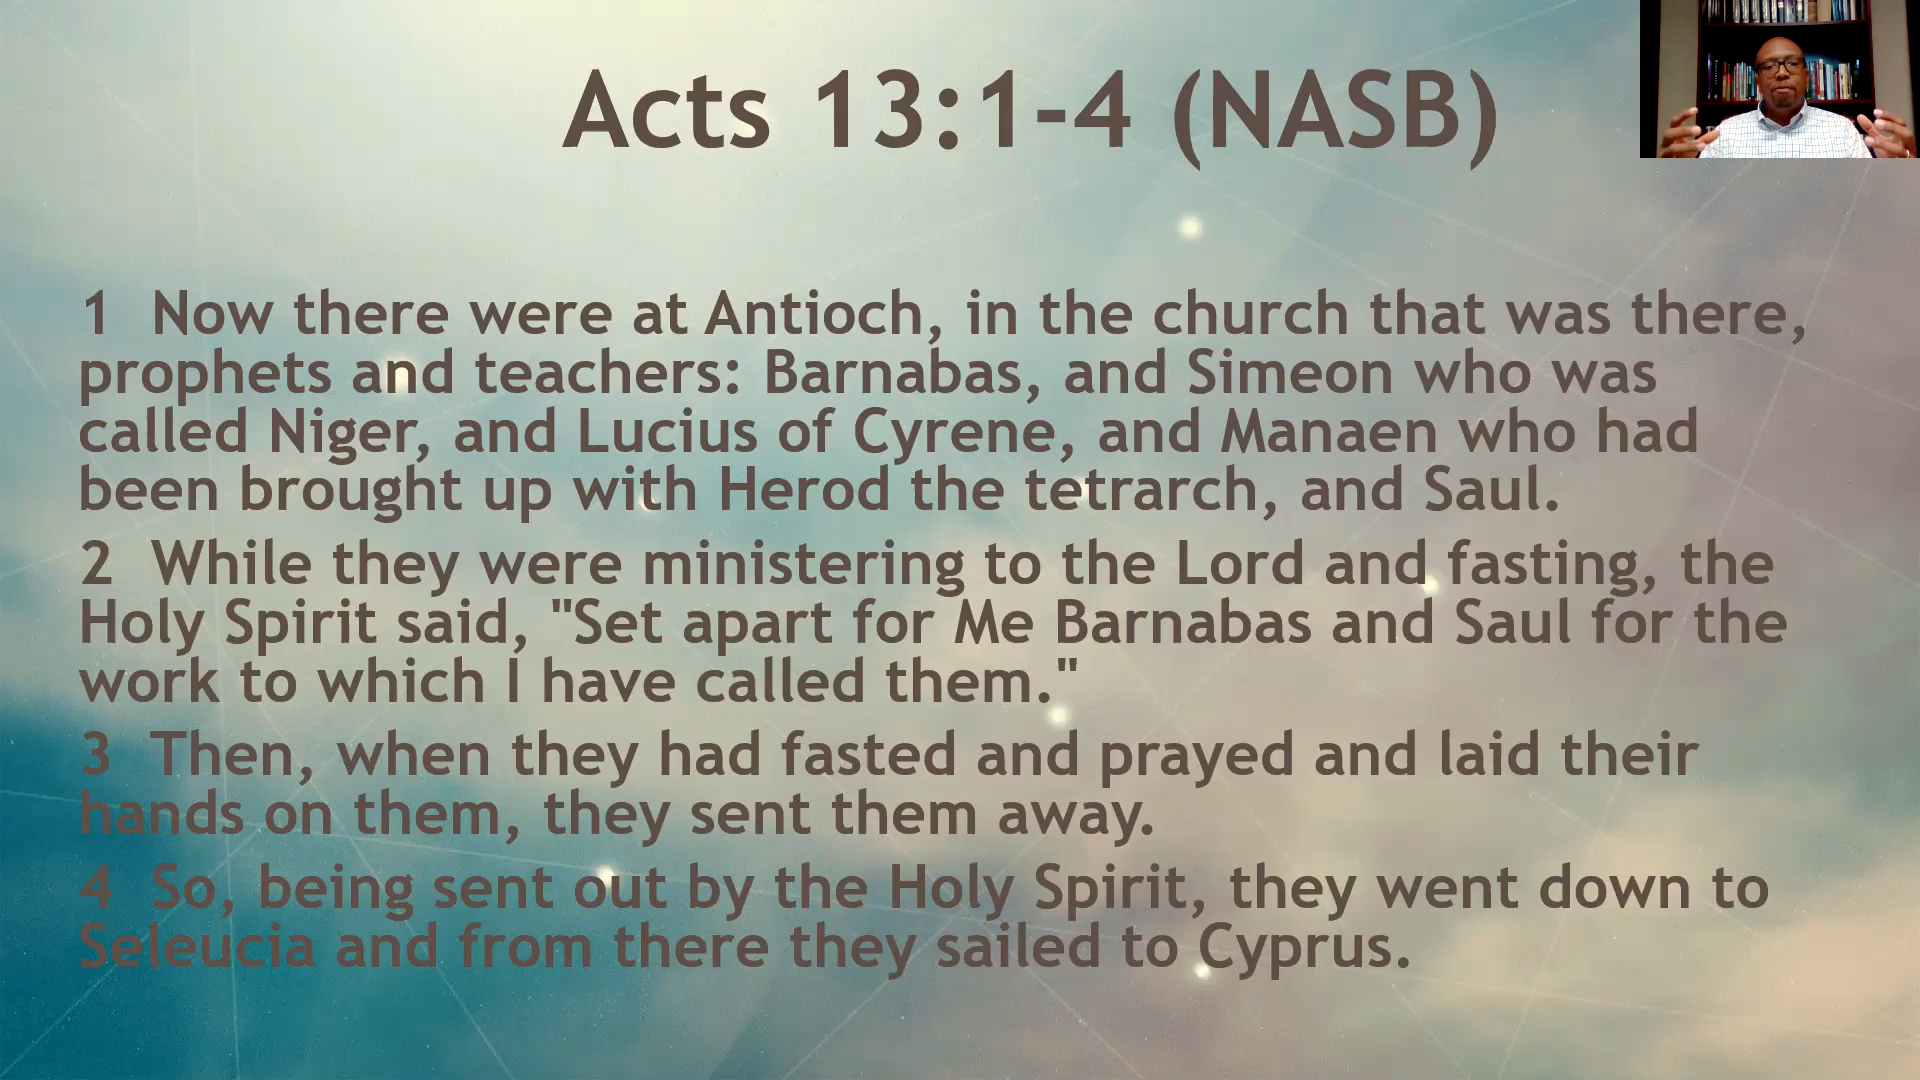 Acts 13:1-4 (NASB)
1 Now there were at Antioch, in the church that was there,
prophets and teachers: Barnabas, and Simeon who was
called Niger, and Lucius of Cyrene, and Manaen who had
been brought up with Herod the tetrarch, and Saul.
2 While they were ministering to the Lord and fasting, the
Holy Spirit said, "Set apart for Me Barnabas and Saul for the
work to which I have called them."
3 Then, when they had fasted and prayed and laid their
hands on them, they sent them away.
4 So, being sent out by the Holy Spirit, they went down to
Seleucia and from there they sailed to Cyprus.